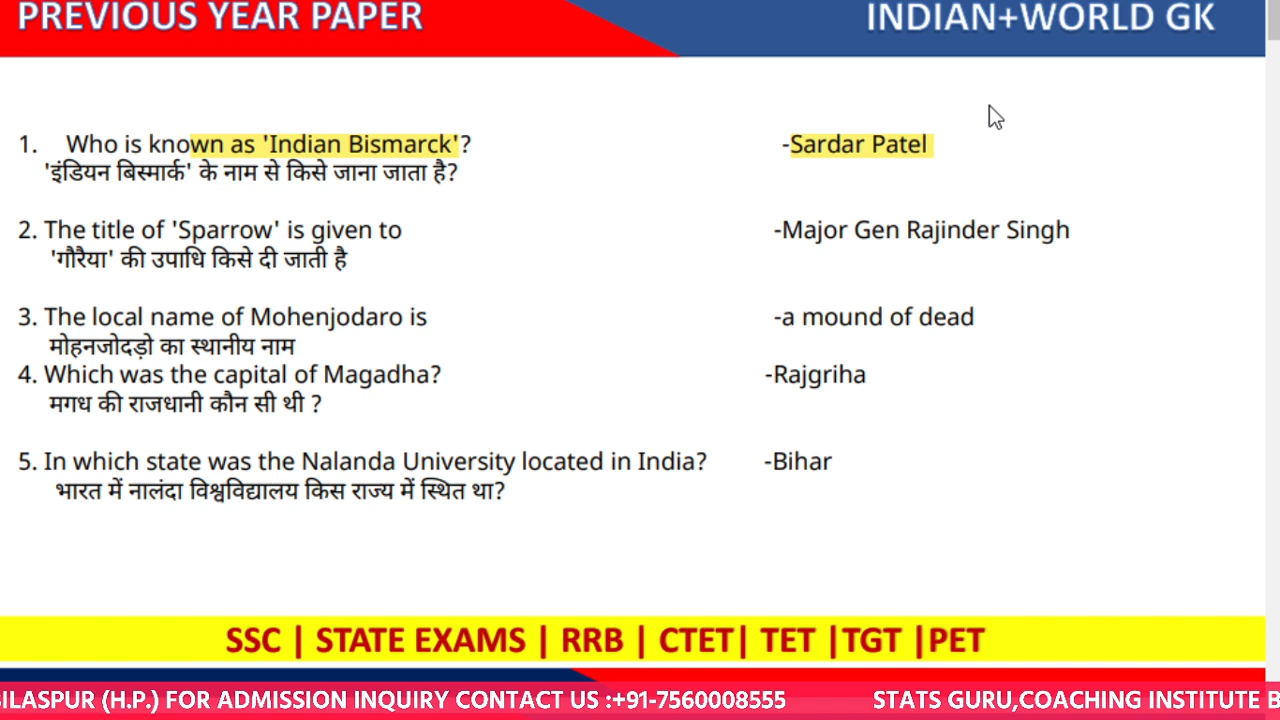 PREVIOUS YEAR PAPER INDIAN+WORLD GK
1. Who is known as 'Indian Bismarck'? -Sardar Patel
'इंडियन बिस्मार्क' के नाम से किसे जाना जाता है?
2. The title of 'Sparrow' is given to -Major Gen Rajinder Singh
'गौरैया' की उपाधि किसे दी जाती है
3. The local name of Mohenjodaro is -a mound of dead
मोहनजोदड़ो का स्थानीय नाम
4. Which was the capital of Magadha? -Rajgriha
मगध की राजधानी कौन सी थी ?
5. In which state was the Nalanda University located in India? -Bihar
भारत में नालंदा विश्वविद्यालय किस राज्य में स्थित था?
SSC | STATE EXAMS | RRB | CTET| TET |TGT |PET
BILASPUR (H.P.) FOR ADMISSION INQUIRY CONTACT US :+91-7560008555 STATS GURU,COACHING INSTITUTE B